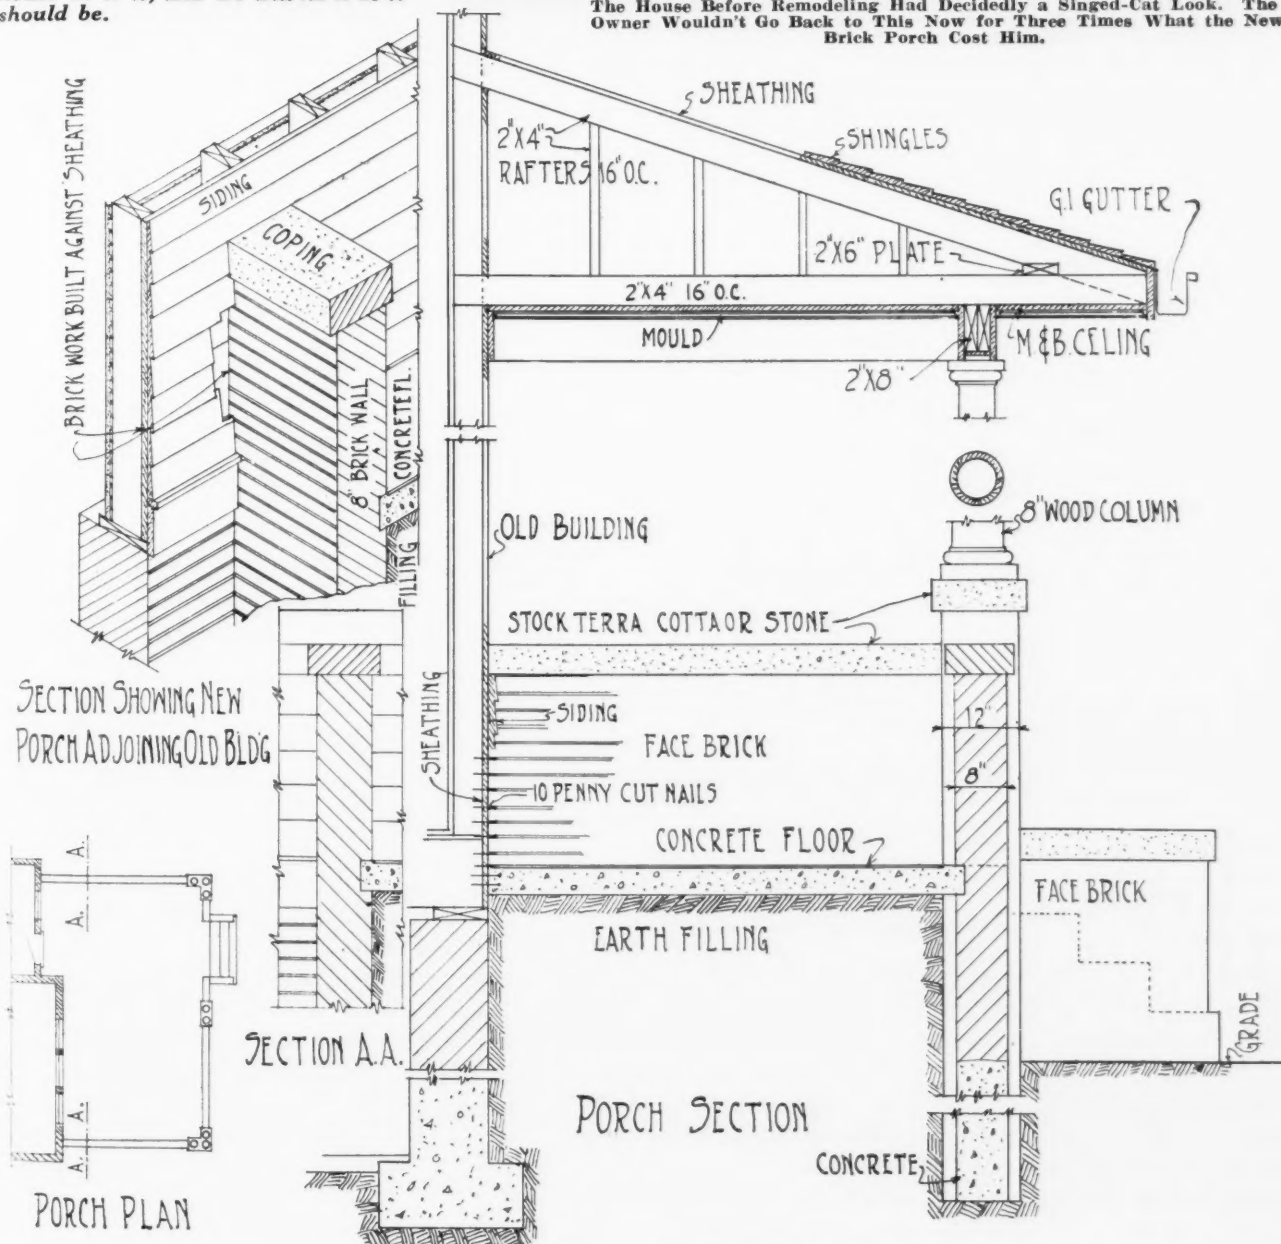 should be.
The House Before Remodeling Had Decidedly a Singed-Cat Look. The
Owner Wouldn't Go Back to This Now for Three Times What the New
Brick Porch Cost Him.
BRICK WORK BUILT AGAINST SHEATHING
SIDING
COPING
8" BRICK WALL
CONCRETE FL.
FILLING
SECTION SHOWING NEW
PORCH ADJOINING OLD BLD'G
SHEATHING
SHINGLES
2"X4"
RAFTERS 16" O.C.
G.I GUTTER
2"X6" PLATE
2"X4" 16" O.C.
MOULD
M & B. CELING
2"X8"
8" WOOD COLUMN
OLD BUILDING
STOCK TERRA COTTA OR STONE
SHEATHING
SIDING
FACE BRICK
12"
8"
10 PENNY CUT NAILS
CONCRETE FLOOR
FACE BRICK
EARTH FILLING
GRADE
SECTION A.A.
PORCH SECTION
CONCRETE
A.
A.
A.
A.
PORCH PLAN